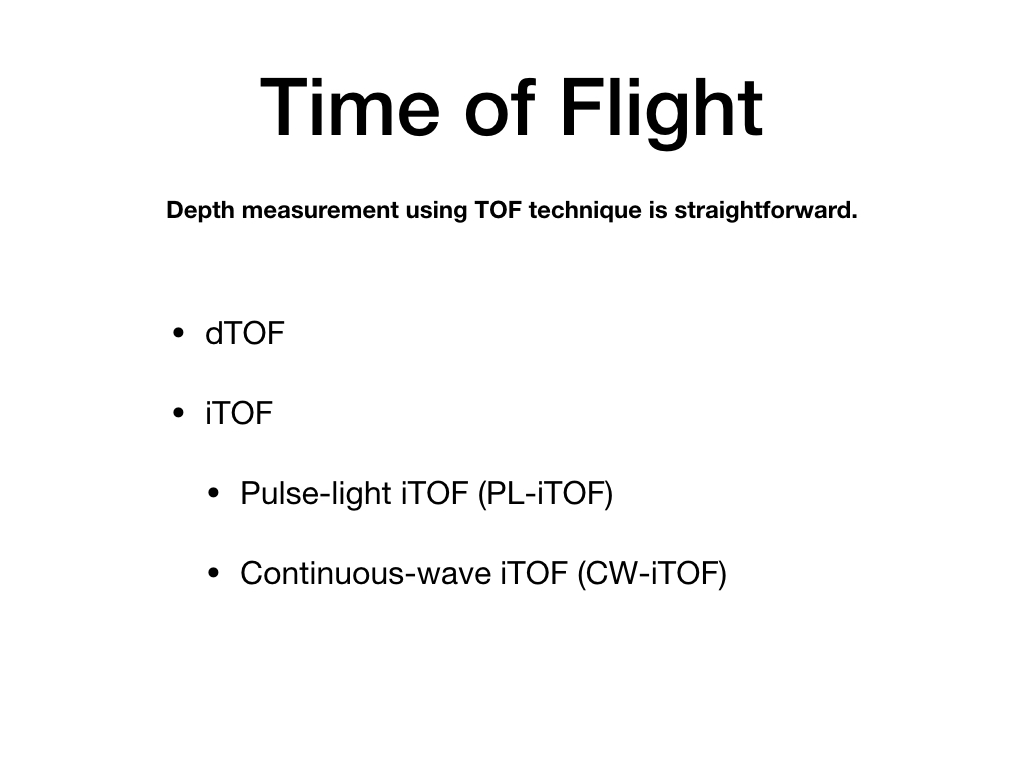 Time of Flight
Depth measurement using TOF technique is straightforward.
• dTOF
• iTOF
• Pulse-light iTOF (PL-iTOF)
• Continuous-wave iTOF (CW-iTOF)